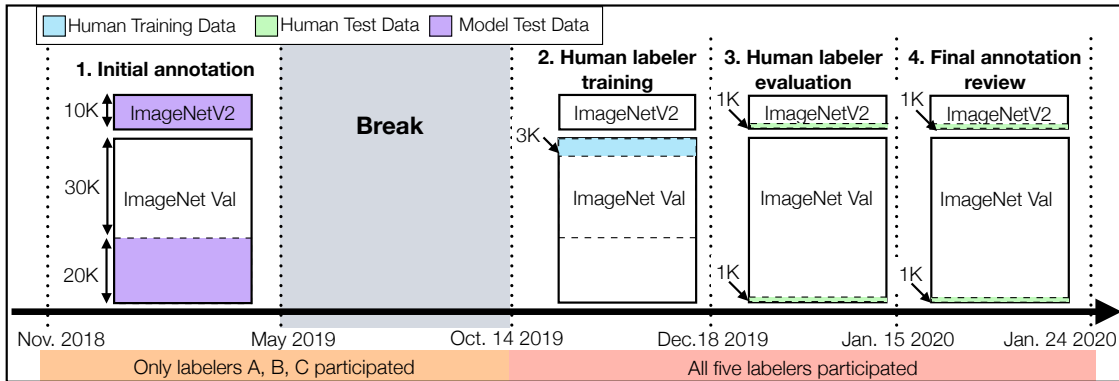 Human Training Data Human Test Data Model Test Data
1. Initial annotation
10K
ImageNetV2
30K
ImageNet Val
20K
Break
2. Human labeler
training
ImageNetV2
3K
ImageNet Val
3. Human labeler
evaluation
1K
ImageNetV2
ImageNet Val
1K
4. Final annotation
review
1K
ImageNetV2
ImageNet Val
1K
Nov. 2018 May 2019 Oct. 14 2019 Dec.18 2019 Jan. 15 2020 Jan. 24 2020
Only labelers A, B, C participated All five labelers participated